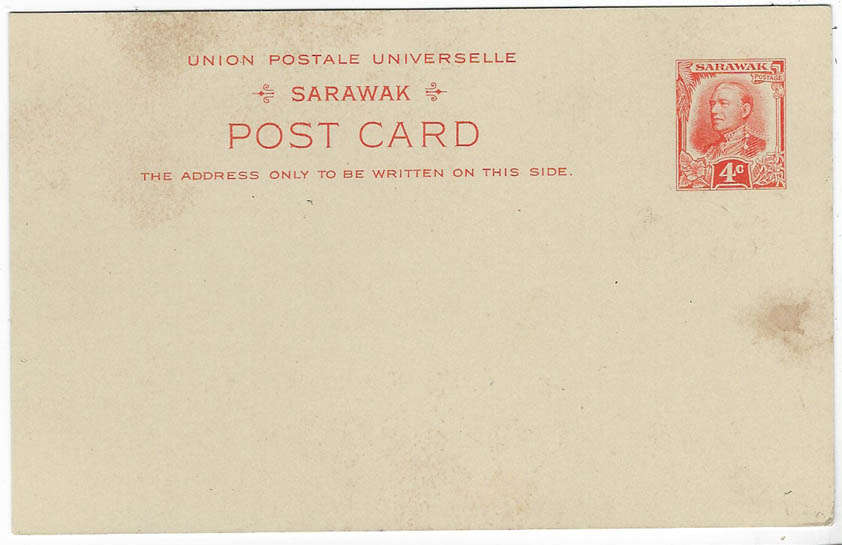 UNION POSTALE UNIVERSELLE
SARAWAK
POST CARD
THE ADDRESS ONLY TO BE WRITTEN ON THIS SIDE.
SARAWAK
POSTAGE
4c